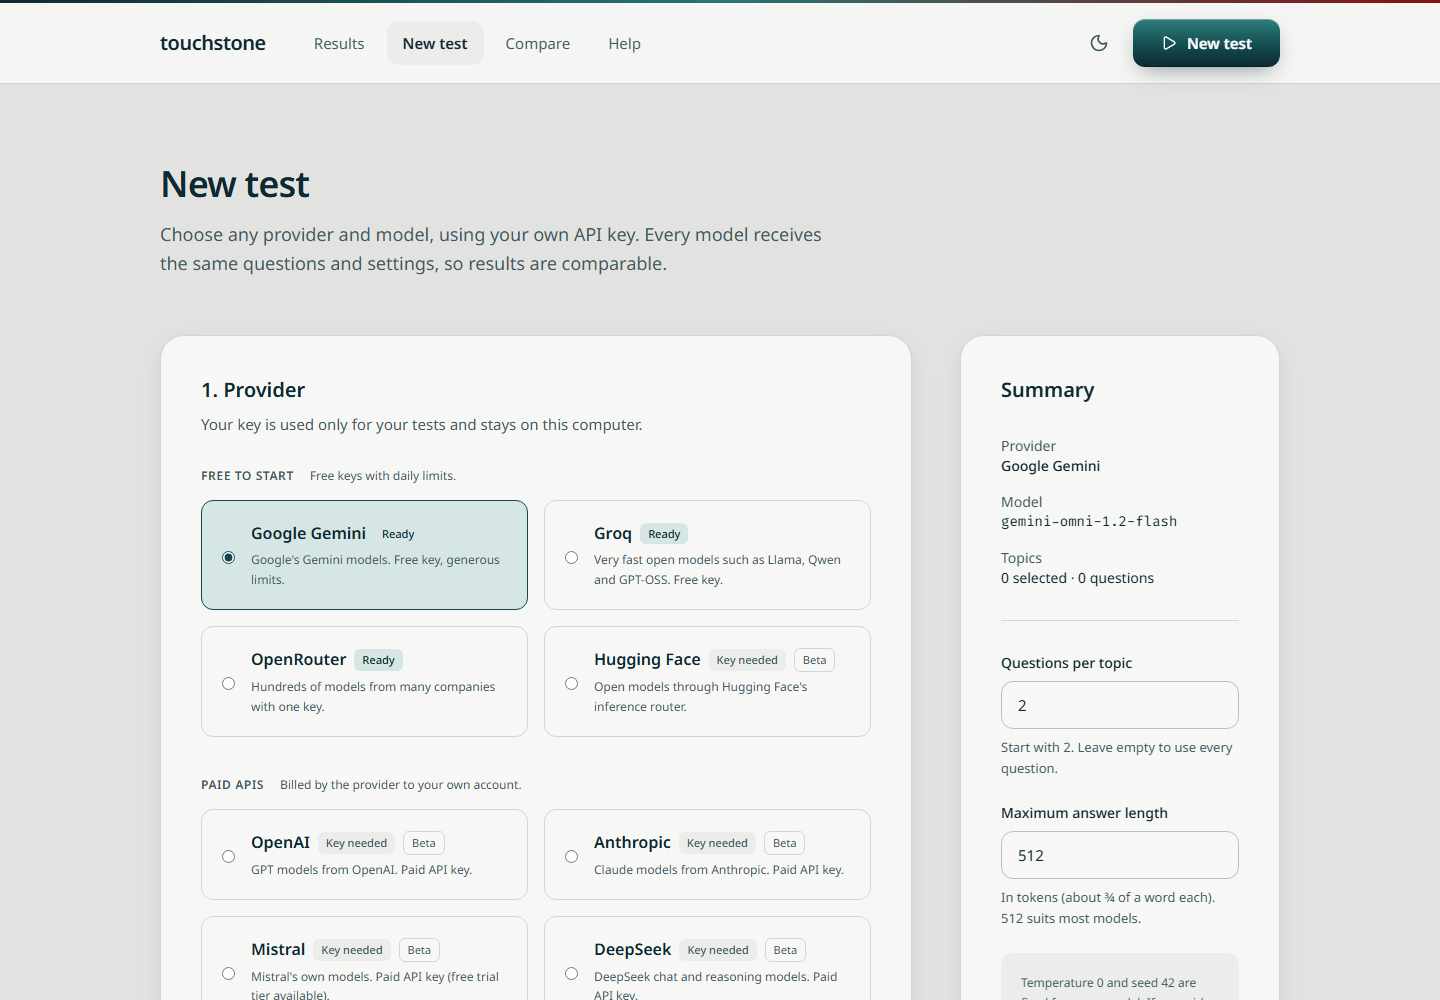 touchstone
Results
New test
Compare
Help
New test
New test
Choose any provider and model, using your own API key. Every model receives
the same questions and settings, so results are comparable.
1. Provider
Your key is used only for your tests and stays on this computer.
FREE TO START Free keys with daily limits.
Google Gemini Ready
Google's Gemini models. Free key, generous
limits.
Groq Ready
Very fast open models such as Llama, Qwen
and GPT-OSS. Free key.
OpenRouter Ready
Hundreds of models from many companies
with one key.
Hugging Face Key needed Beta
Open models through Hugging Face's
inference router.
PAID APIS Billed by the provider to your own account.
OpenAI Key needed Beta
GPT models from OpenAI. Paid API key.
Anthropic Key needed Beta
Claude models from Anthropic. Paid API key.
Mistral Key needed Beta
Mistral's own models. Paid API key (free trial
tier available).
DeepSeek Key needed Beta
DeepSeek chat and reasoning models. Paid
API key.
Summary
Provider
Google Gemini
Model
gemini-omni-1.2-flash
Topics
0 selected · 0 questions
Questions per topic
2
Start with 2. Leave empty to use every
question.
Maximum answer length
512
In tokens (about ¾ of a word each).
512 suits most models.
Temperature 0 and seed 42 are